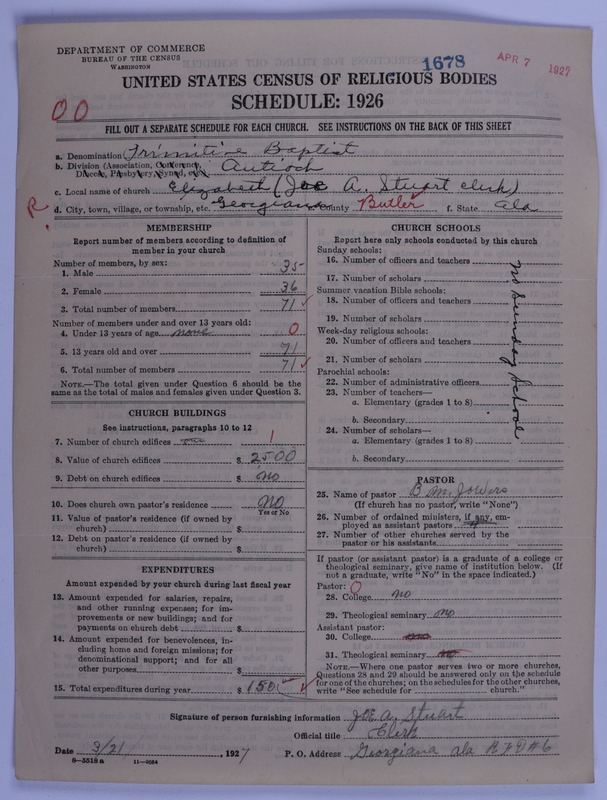 DEPARTMENT OF COMMERCE
BUREAU OF THE CENSUS
WASHINGTON
1678
APR 7 1927
UNITED STATES CENSUS OF RELIGIOUS BODIES
SCHEDULE: 1926
00
FILL OUT A SEPARATE SCHEDULE FOR EACH CHURCH. SEE INSTRUCTIONS ON THE BACK OF THIS SHEET
a. Denomination Primitive Baptist
b. Division (Association, Conference, Antioch
Diocese, Presbytery, Synod, etc.)
c. Local name of church Elizabeth (Joe A. Stuart clerk)
R d. City, town, village, or township, etc. Georgiana e. County Butler f. State Ala
MEMBERSHIP
Report number of members according to definition of
member in your church
Number of members, by sex:
1. Male 35
2. Female 36
3. Total number of members 71
Number of members under and over 13 years old:
4. Under 13 years of age none 0
5. 13 years old and over 71
6. Total number of members 71
NOTE.—The total given under Question 6 should be the
same as the total of males and females given under Question 3.
CHURCH BUILDINGS
See instructions, paragraphs 10 to 12
7. Number of church edifices one 1
8. Value of church edifices $ 2500
9. Debt on church edifices $ no
10. Does church own pastor's residence No
Yes or No
11. Value of pastor's residence (if owned by
church) $
12. Debt on pastor's residence (if owned by
church) $
EXPENDITURES
Amount expended by your church during last fiscal year
13. Amount expended for salaries, repairs,
and other running expenses; for im-
provements or new buildings; and for
payments on church debt $
14. Amount expended for benevolences, in-
cluding home and foreign missions; for
denominational support; and for all
other purposes $
15. Total expenditures during year $ 150
CHURCH SCHOOLS
Report here only schools conducted by this church
Sunday schools:
16. Number of officers and teachers
17. Number of scholars
Summer vacation Bible schools:
18. Number of officers and teachers
19. Number of scholars
Week-day religious schools:
20. Number of officers and teachers
21. Number of scholars
Parochial schools:
22. Number of administrative officers
23. Number of teachers—
a. Elementary (grades 1 to 8)
b. Secondary
24. Number of scholars—
a. Elementary (grades 1 to 8)
b. Secondary
No Sunday School
PASTOR
25. Name of pastor B. M. Jowers
(If church has no pastor, write "None")
26. Number of ordained ministers, if any, em-
ployed as assistant pastors
27. Number of other churches served by the
pastor or his assistants
If pastor (or assistant pastor) is a graduate of a college or
theological seminary, give name of institution below. (If
not a graduate, write "No" in the space indicated.)
Pastor: 0
28. College no
29. Theological seminary no
Assistant pastor:
30. College
31. Theological seminary
NOTE.—Where one pastor serves two or more churches,
Questions 28 and 29 should be answered only on the schedule
for one of the churches; on the schedules for the other churches,
write "See schedule for church."
Signature of person furnishing information Joe A. Stuart
Official title Clerk
Date 3/21, 1927 P. O. Address Georgiana ala RFD #6
8—5518 a 11—9084